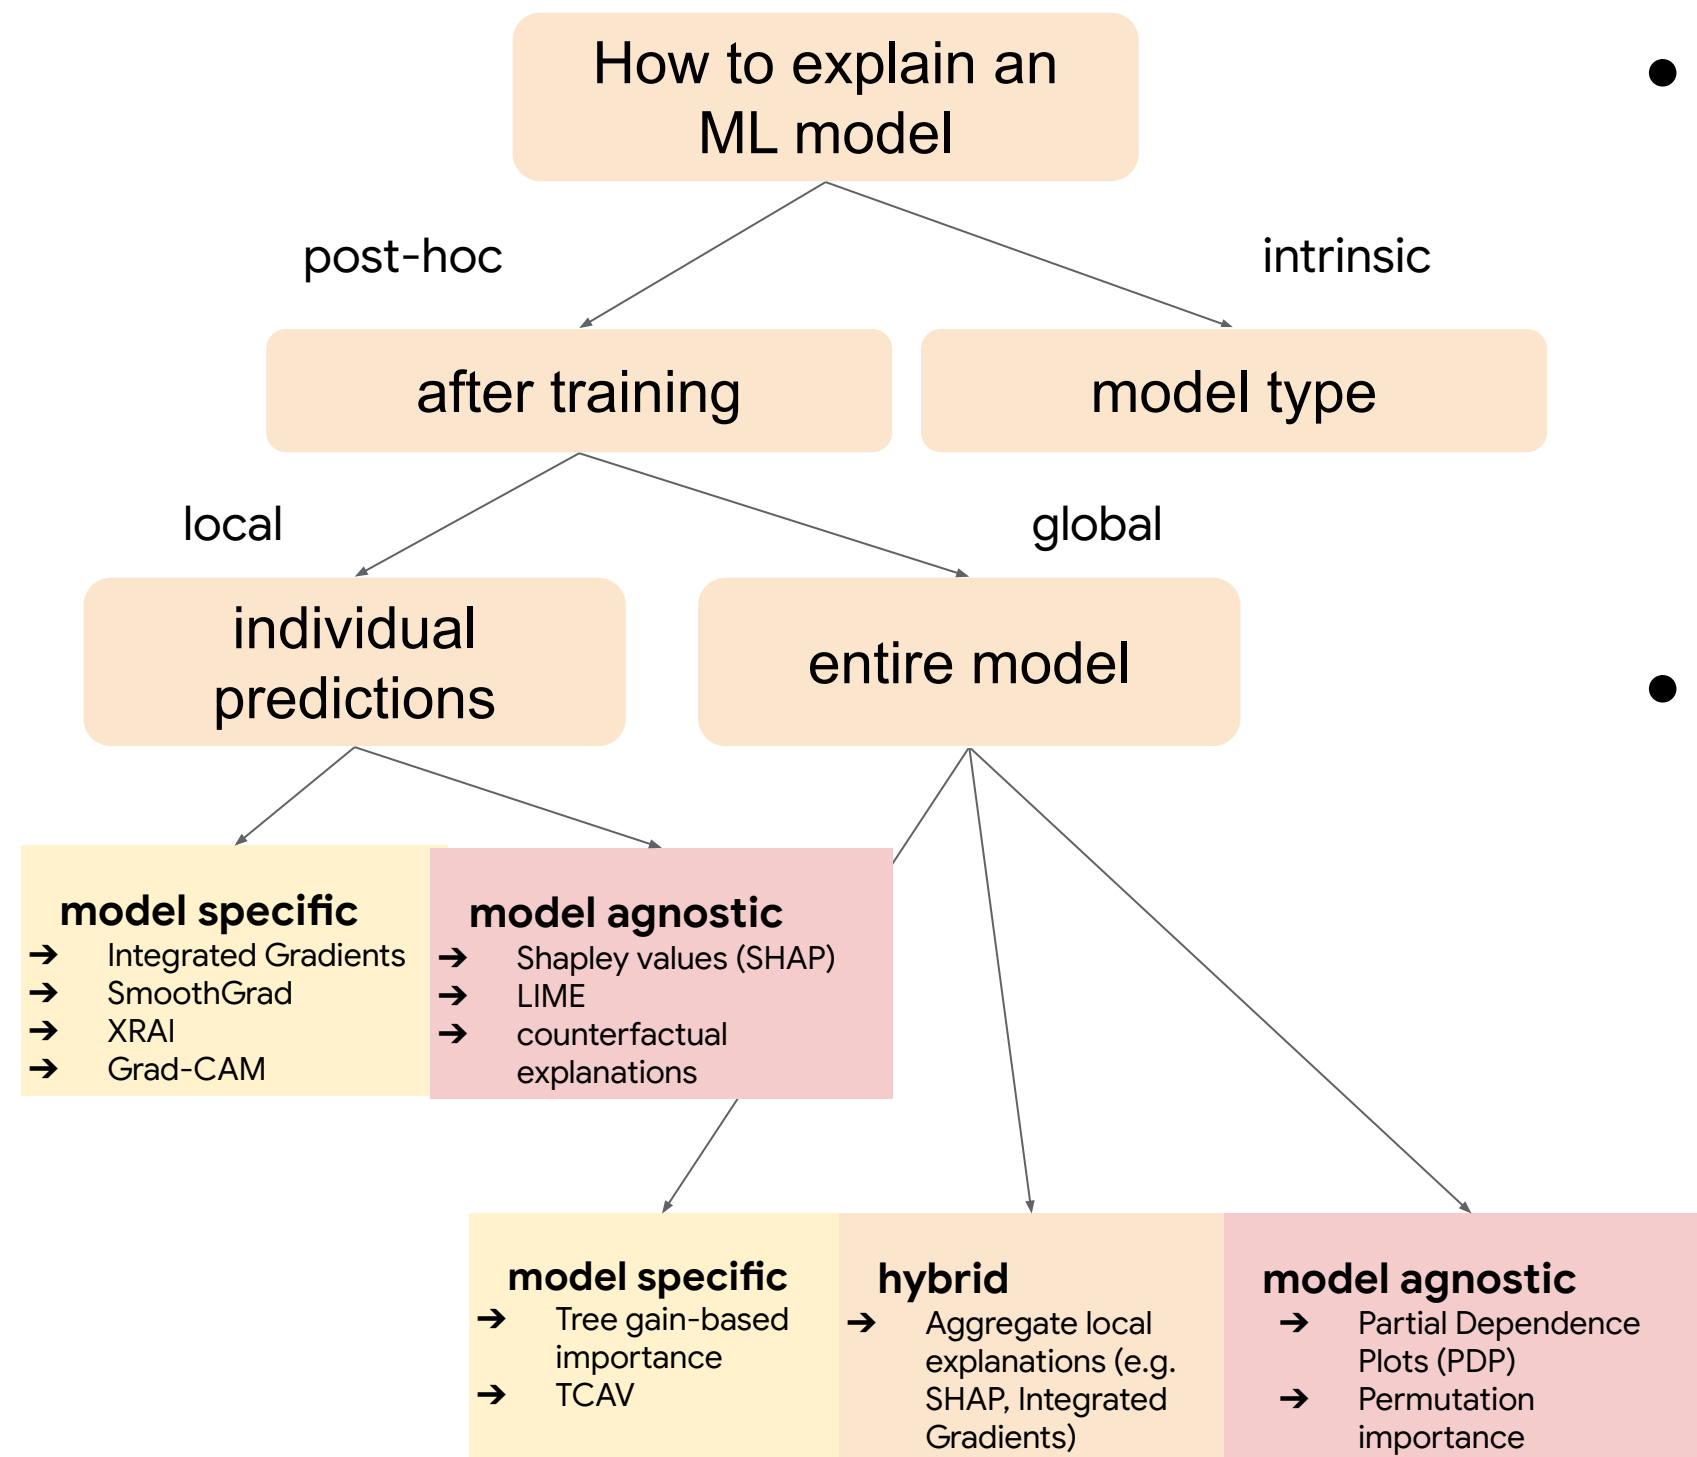 How to explain an
ML model
post-hoc
intrinsic
after training
model type
local
global
individual
predictions
entire model
model specific
➔ Integrated Gradients
➔ SmoothGrad
➔ XRAI
➔ Grad-CAM
model agnostic
➔ Shapley values (SHAP)
➔ LIME
➔ counterfactual
explanations
model specific
➔ Tree gain-based
importance
➔ TCAV
hybrid
➔ Aggregate local
explanations (e.g.
SHAP, Integrated
Gradients)
model agnostic
➔ Partial Dependence
Plots (PDP)
➔ Permutation
importance